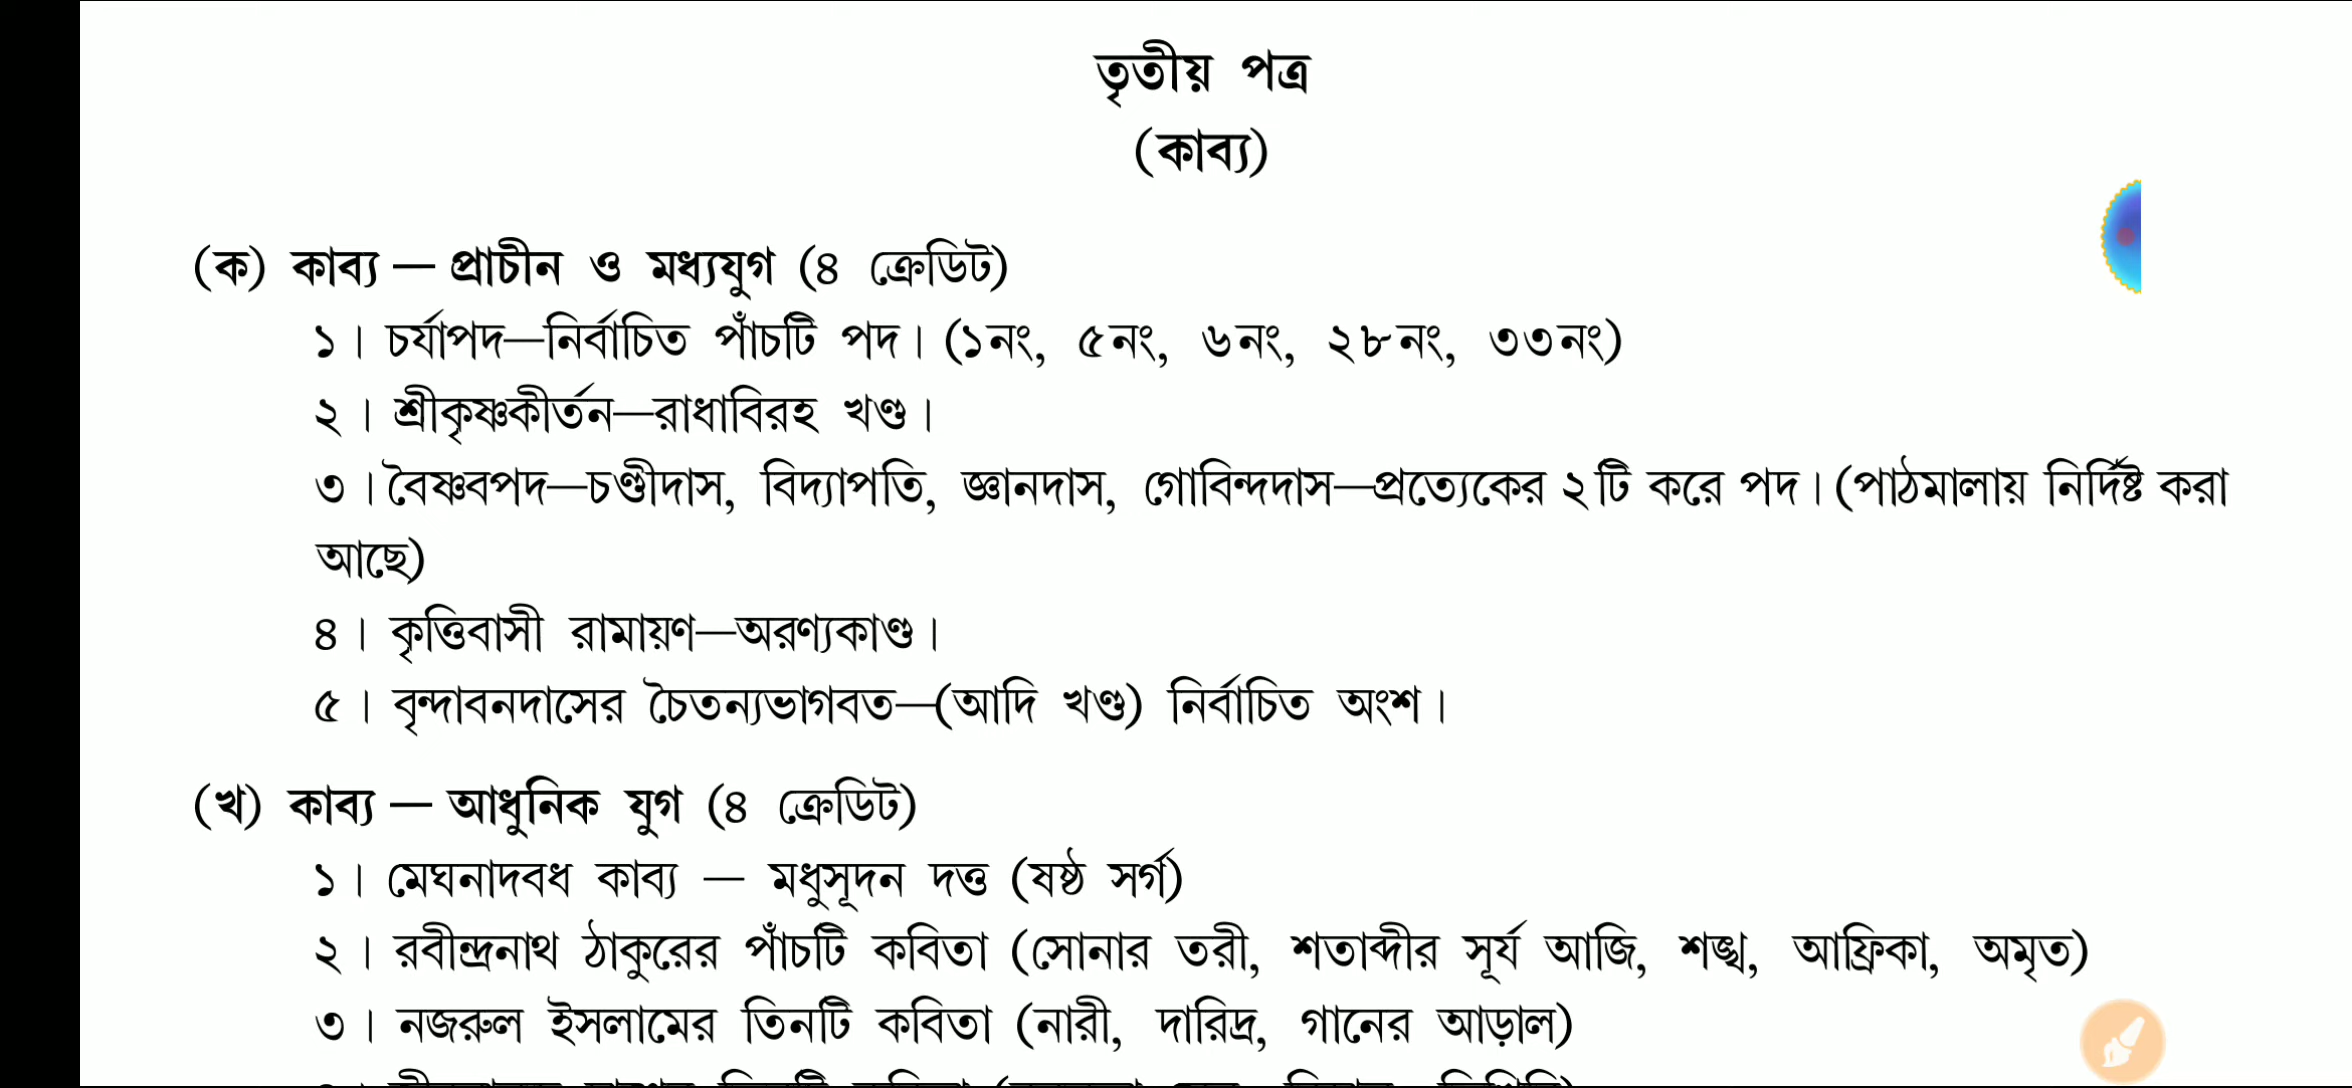 তৃতীয় পত্র
(কাব্য)
(ক) কাব্য — প্রাচীন ও মধ্যযুগ (৪ ক্রেডিট)
১। চর্যাপদ—নির্বাচিত পাঁচটি পদ। (১নং, ৫নং, ৬নং, ২৮নং, ৩৩নং)
২। শ্রীকৃষ্ণকীর্তন—রাধাবিরহ খণ্ড।
৩। বৈষ্ণবপদ—চণ্ডীদাস, বিদ্যাপতি, জ্ঞানদাস, গোবিন্দদাস—প্রত্যেকের ২টি করে পদ। (পাঠমালায় নির্দিষ্ট করা
আছে)
৪। কৃত্তিবাসী রামায়ণ—অরণ্যকাণ্ড।
৫। বৃন্দাবনদাসের চৈতন্যভাগবত—(আদি খণ্ড) নির্বাচিত অংশ।
(খ) কাব্য — আধুনিক যুগ (৪ ক্রেডিট)
১। মেঘনাদবধ কাব্য — মধুসূদন দত্ত (ষষ্ঠ সর্গ)
২। রবীন্দ্রনাথ ঠাকুরের পাঁচটি কবিতা (সোনার তরী, শতাব্দীর সূর্য আজি, শঙ্খ, আফ্রিকা, অমৃত)
৩। নজরুল ইসলামের তিনটি কবিতা (নারী, দারিদ্র, গানের আড়াল)